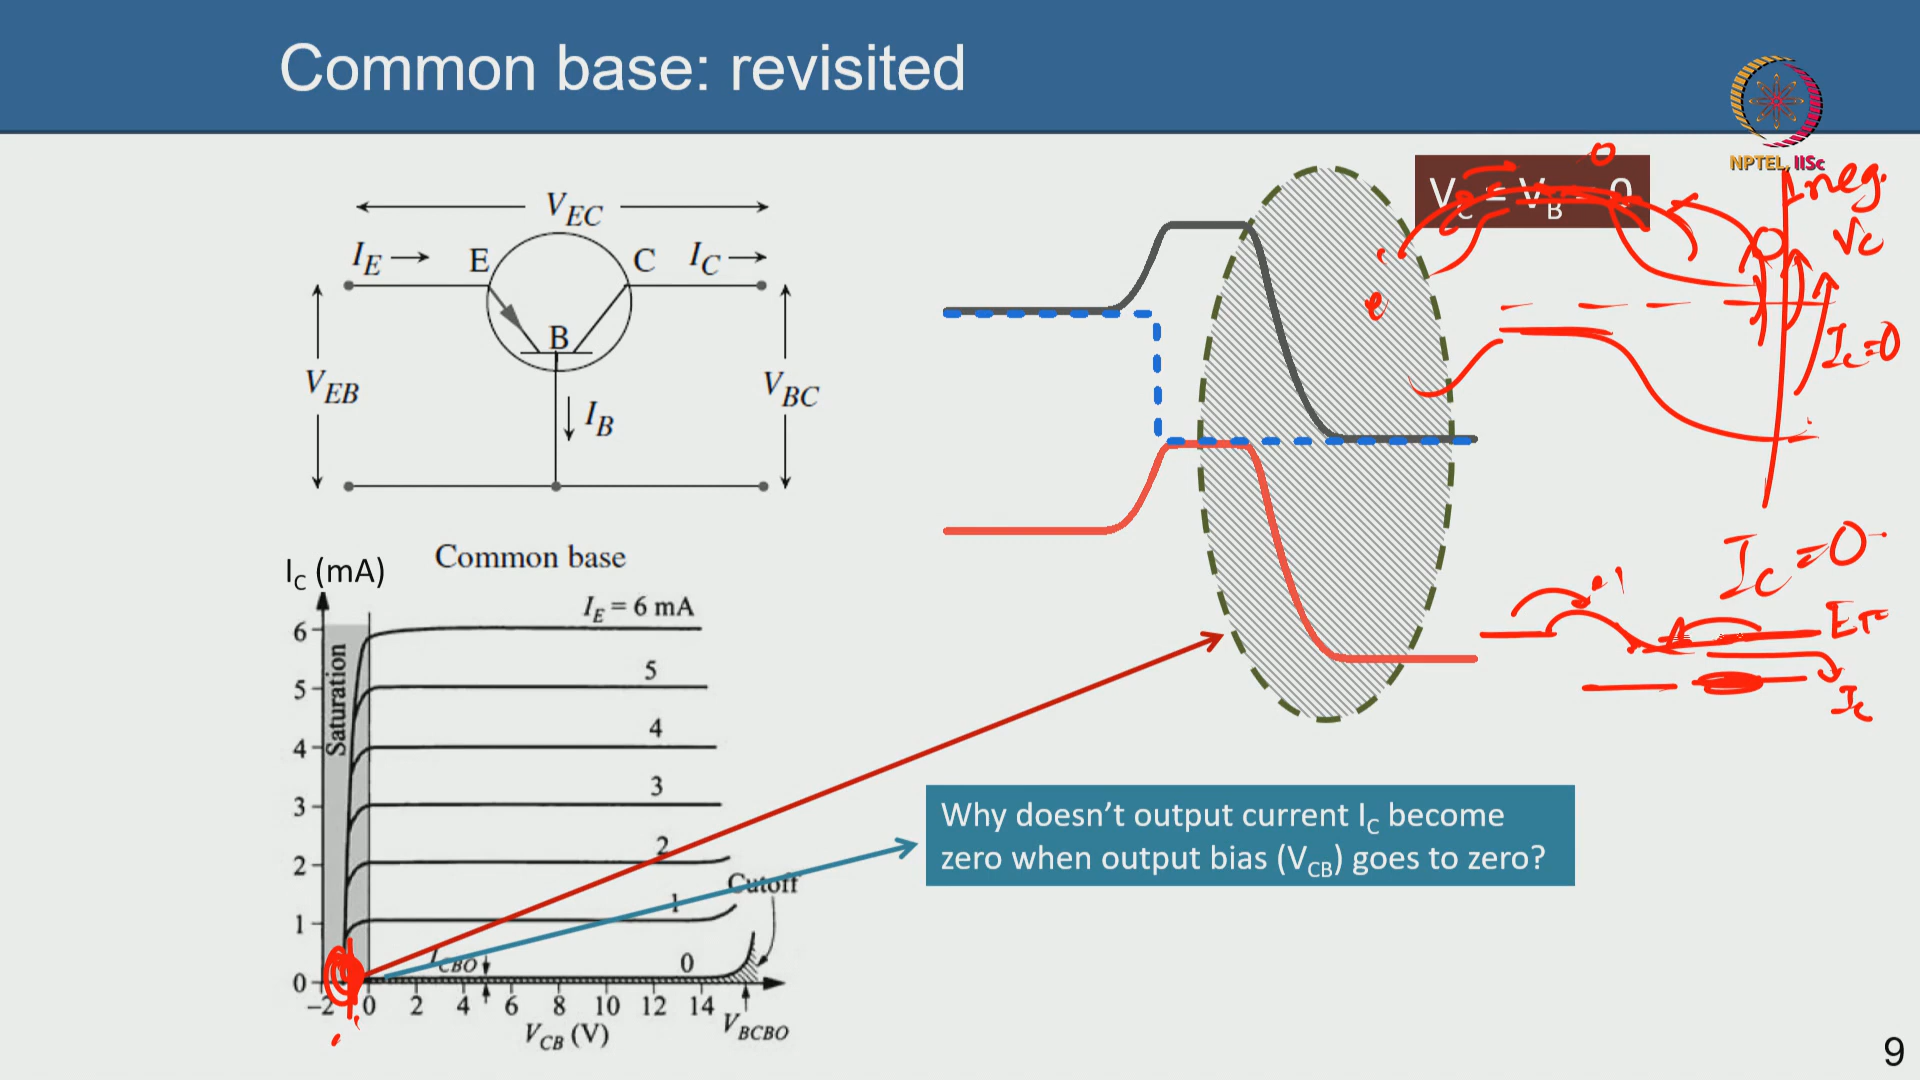 Common base: revisited
NPTEL, IISc
V_EC
I_E → E C I_C →
V_EB B V_BC
I_B
V_C = V_B = 0
0
neg.
V_C
I_C=0
e
I_C=0
I_C
Common base
I_C (mA)
I_E = 6 mA
6
5
5
4
4
3
3
2
2
1
1
0
0
Saturation
Cutoff
I_CBO
−2 0 2 4 6 8 10 12 14
V_CB (V)
V_BCBO
Why doesn’t output current I_C become
zero when output bias (V_CB) goes to zero?
9